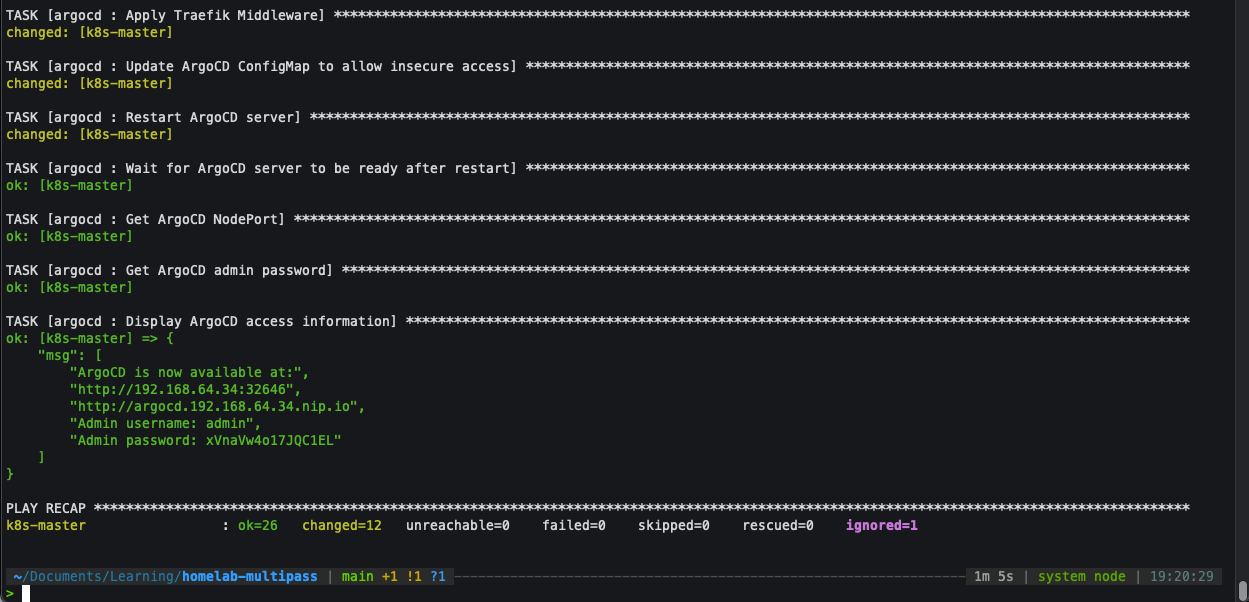 TASK [argocd : Apply Traefik Middleware] ***********************************************************************************************************
changed: [k8s-master]
TASK [argocd : Update ArgoCD ConfigMap to allow insecure access] ***********************************************************************************
changed: [k8s-master]
TASK [argocd : Restart ArgoCD server] **************************************************************************************************************
changed: [k8s-master]
TASK [argocd : Wait for ArgoCD server to be ready after restart] ***********************************************************************************
ok: [k8s-master]
TASK [argocd : Get ArgoCD NodePort] ****************************************************************************************************************
ok: [k8s-master]
TASK [argocd : Get ArgoCD admin password] **********************************************************************************************************
ok: [k8s-master]
TASK [argocd : Display ArgoCD access information] **************************************************************************************************
ok: [k8s-master] => {
    "msg": [
        "ArgoCD is now available at:",
        "http://192.168.64.34:32646",
        "http://argocd.192.168.64.34.nip.io",
        "Admin username: admin",
        "Admin password: xVnaVw4o17JQC1EL"
    ]
}
PLAY RECAP *****************************************************************************************************************************************
k8s-master                 : ok=26   changed=12   unreachable=0    failed=0    skipped=0    rescued=0    ignored=1
~/Documents/Learning/homelab-multipass | main +1 !1 ?1 1m 5s | system node | 19:20:29
>